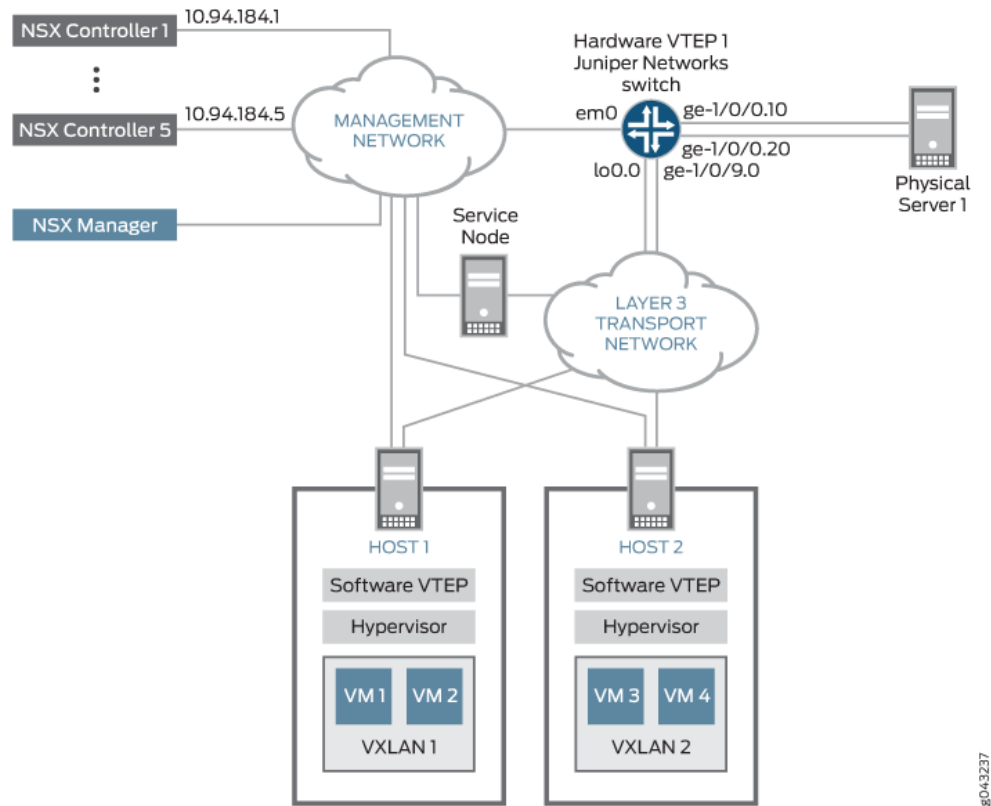 NSX Controller 1
10.94.184.1
NSX Controller 5
10.94.184.5
NSX Manager
MANAGEMENT
NETWORK
Hardware VTEP 1
Juniper Networks
switch
em0
ge-1/0/0.10
ge-1/0/0.20
lo0.0
ge-1/0/9.0
Physical
Server 1
Service
Node
LAYER 3
TRANSPORT
NETWORK
HOST 1
Software VTEP
Hypervisor
VM 1
VM 2
VXLAN 1
HOST 2
Software VTEP
Hypervisor
VM 3
VM 4
VXLAN 2
g043237